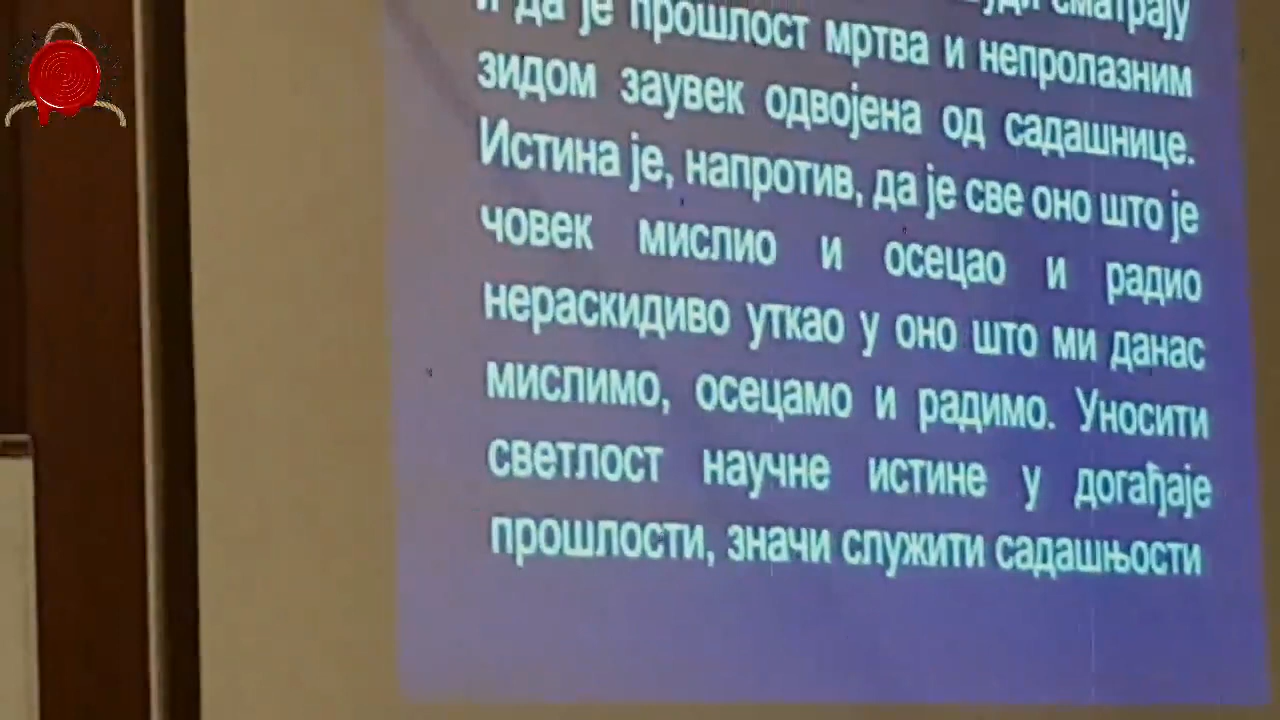 и да је прошлост мртва и непролазним
зидом заувек одвојена од садашнице.
Истина је, напротив, да је све оно што је
човек мислио и осецао и радио
нераскидиво уткао у оно што ми данас
мислимо, осецамо и радимо. Уносити
светлост научне истине у догађаје
прошлости, значи служити садашњости